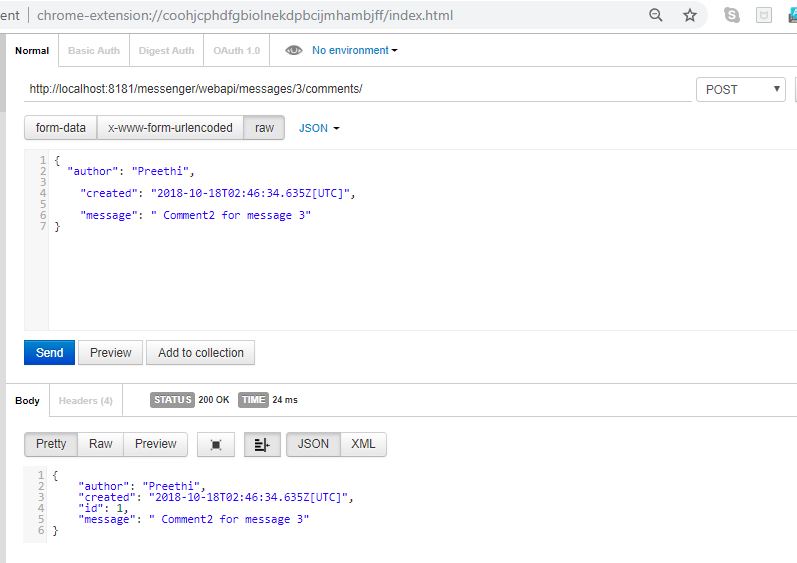 ent chrome-extension://coohjcphdfgbiolnekdpbcijmhambjff/index.html
Normal Basic Auth Digest Auth OAuth 1.0 No environment
http://localhost:8181/messenger/webapi/messages/3/comments/ POST
form-data x-www-form-urlencoded raw JSON
1 {
2 "author": "Preethi",
3
4 "created": "2018-10-18T02:46:34.635Z[UTC]",
5
6 "message": " Comment2 for message 3"
7 }
Send Preview Add to collection
Body Headers (4) STATUS 200 OK TIME 24 ms
Pretty Raw Preview JSON XML
1 {
2 "author": "Preethi",
3 "created": "2018-10-18T02:46:34.635Z[UTC]",
4 "id": 1,
5 "message": " Comment2 for message 3"
6 }